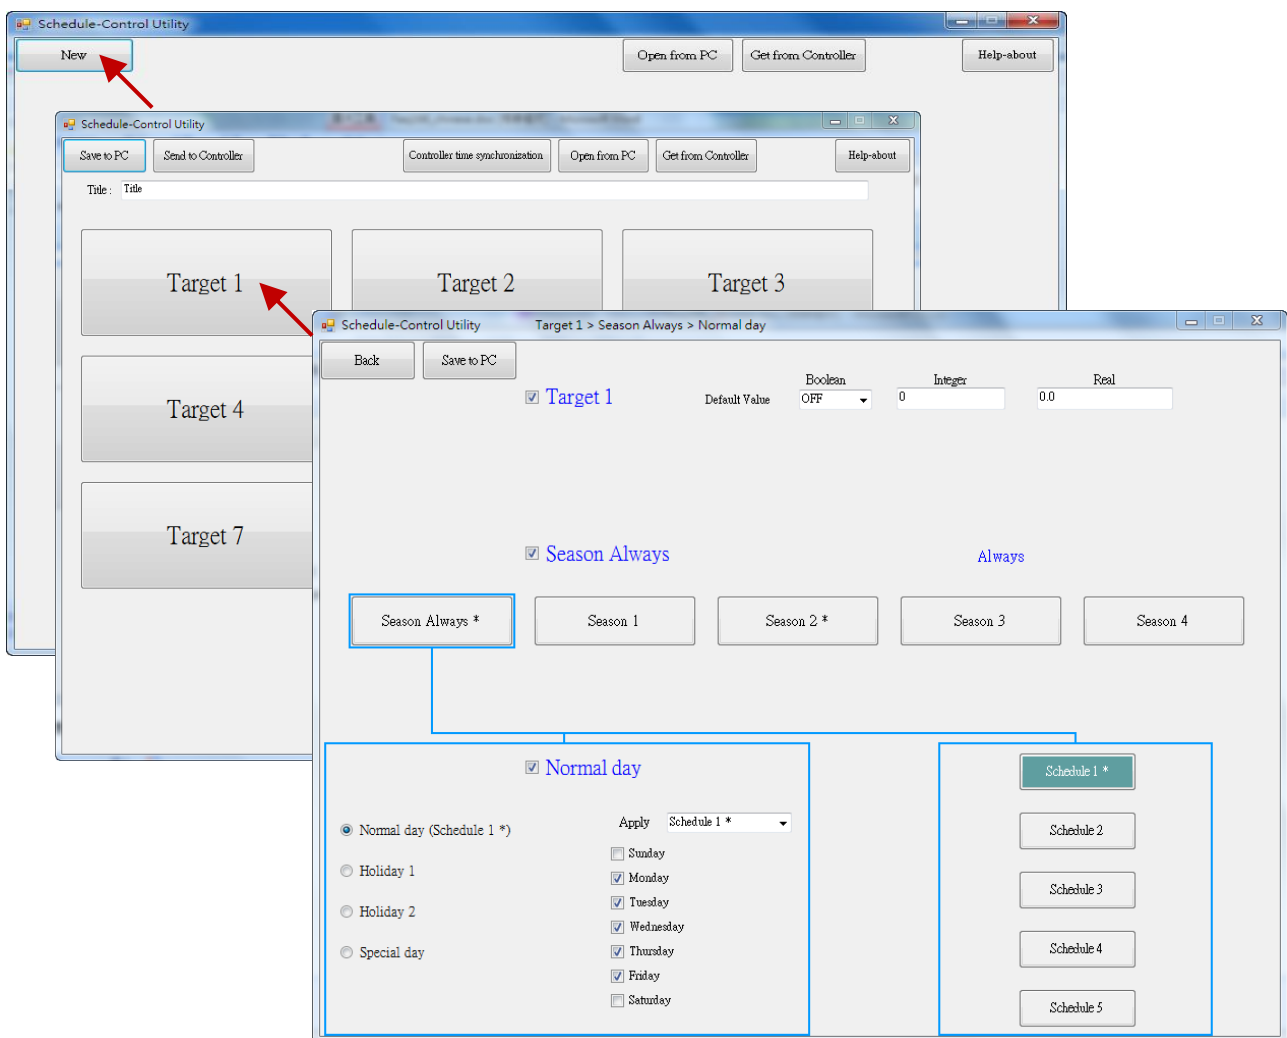 Schedule-Control Utility
New
Open from PC
Get from Controller
Help-about
Schedule-Control Utility
Save to PC
Send to Controller
Controller time synchronization
Open from PC
Get from Controller
Help-about
Title :
Title
Target 1
Target 2
Target 3
Target 4
Target 7
Schedule-Control Utility
Target 1 > Season Always > Normal day
Back
Save to PC
Target 1
Default Value
Boolean
OFF
Integer
0
Real
0.0
Season Always
Always
Season Always *
Season 1
Season 2 *
Season 3
Season 4
Normal day
Normal day (Schedule 1 *)
Holiday 1
Holiday 2
Special day
Apply
Schedule 1 *
Sunday
Monday
Tuesday
Wednesday
Thursday
Friday
Saturday
Schedule 1 *
Schedule 2
Schedule 3
Schedule 4
Schedule 5